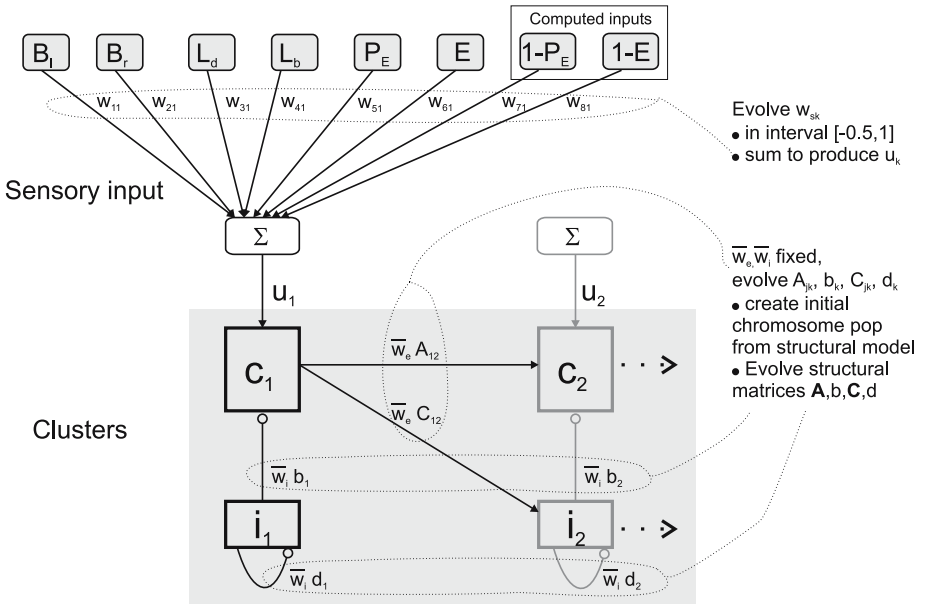 Computed inputs
B_l B_r L_d L_b P_E E 1-P_E 1-E
w_11 w_21 w_31 w_41 w_51 w_61 w_71 w_81
Evolve w_sk
• in interval [-0.5,1]
• sum to produce u_k
Sensory input
Σ Σ
u_1 u_2
w̅_e, w̅_i fixed,
evolve A_jk, b_k, C_jk, d_k
• create initial
chromosome pop
from structural model
• Evolve structural
matrices A,b,C,d
c_1 w̅_e A_12 c_2 · · ·
w̅_e C_12
Clusters
w̅_i b_1 w̅_i b_2
i_1 i_2 · · ·
w̅_i d_1 w̅_i d_2